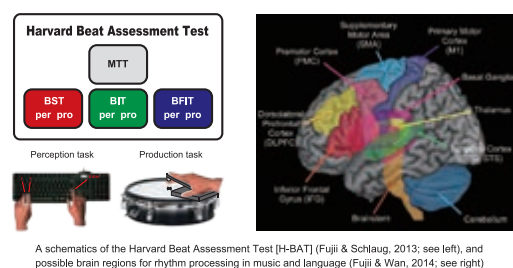 Harvard Beat Assessment Test
MTT
BST
per pro
BIT
per pro
BFIT
per pro
Perception task
Production task
Supplementary
Motor Area
(SMA)
Primary Motor
Cortex
(M1)
Premotor Cortex
(PMC)
Basal Ganglia
Thalamus
Dorsolateral
Prefrontal
Cortex
(DLPFC)
Cortex
STS)
Inferior Frontal
Gyrus (IFG)
Brainstem
Cerebellum
A schematics of the Harvard Beat Assessment Test [H-BAT] (Fujii & Schlaug, 2013; see left), and
possible brain regions for rhythm processing in music and language (Fujii & Wan, 2014; see right)